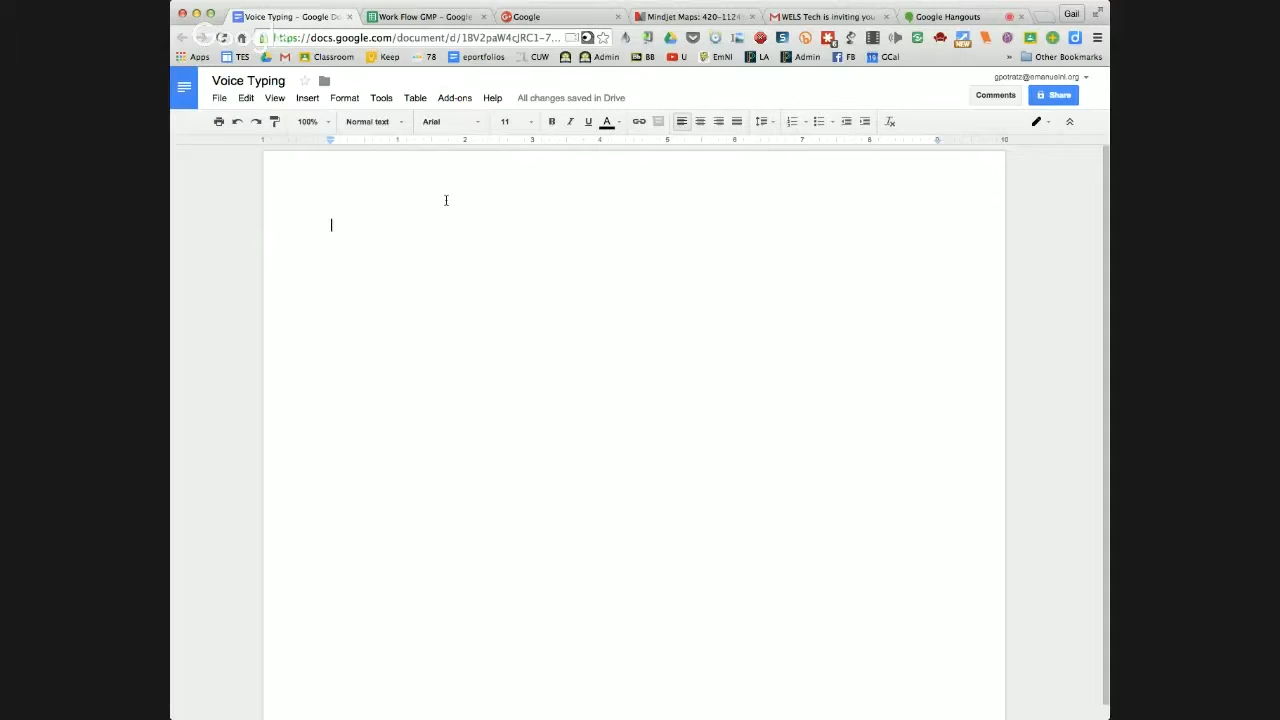 Voice Typing – Google Do Work Flow GMP – Google Google Mindjet Maps: 420-1124 WELS Tech is inviting you Google Hangouts Gail
https://docs.google.com/document/d/1BV2paW4cJRC1-7...
Apps TES Classroom Keep 78 eportfolios CUW Admin BB U EmNI LA Admin FB GCal » Other Bookmarks
Voice Typing
gpotratz@emanuelnl.org
File Edit View Insert Format Tools Table Add-ons Help All changes saved in Drive
Comments Share
100% Normal text Arial 11 B I U A
1 1 2 3 4 5 6 7 8 9 10